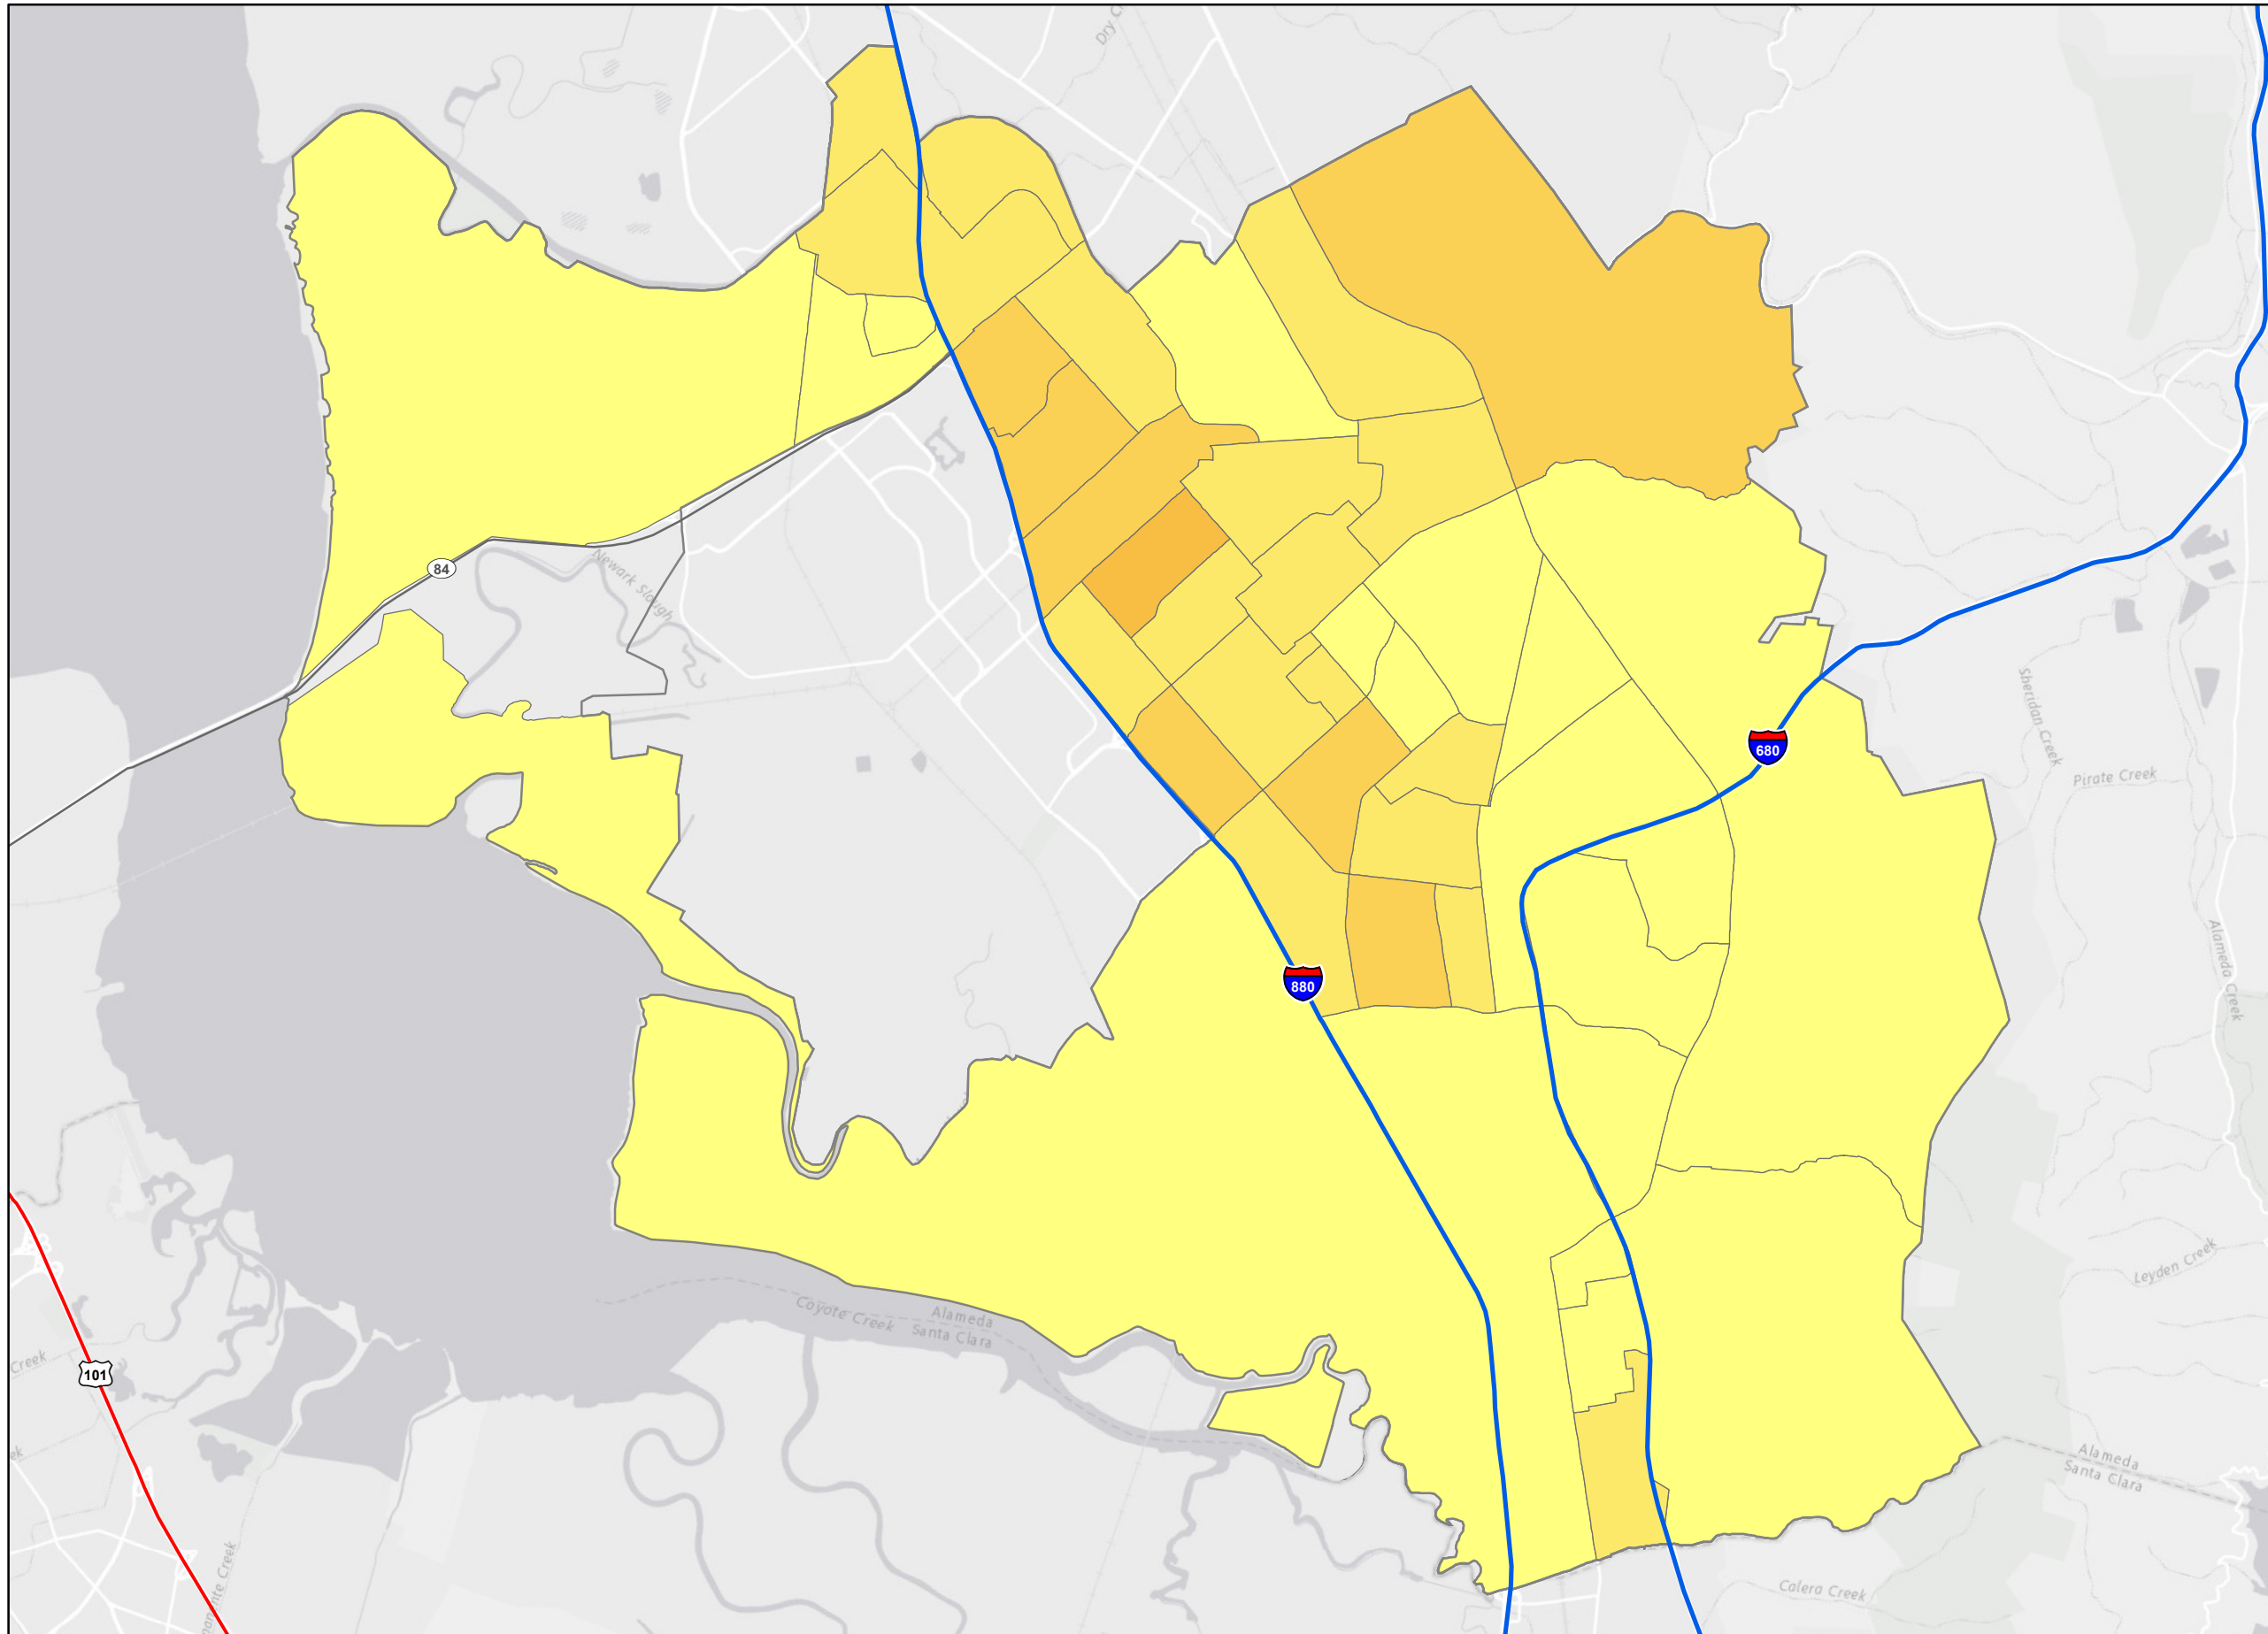 84
Newark Slough
680
Sheridan Creek
Pirate Creek
Alameda Creek
880
Leyden Creek
Coyote Creek
Alameda
Santa Clara
Creek
101
Alameda
Santa Clara
Calera Creek